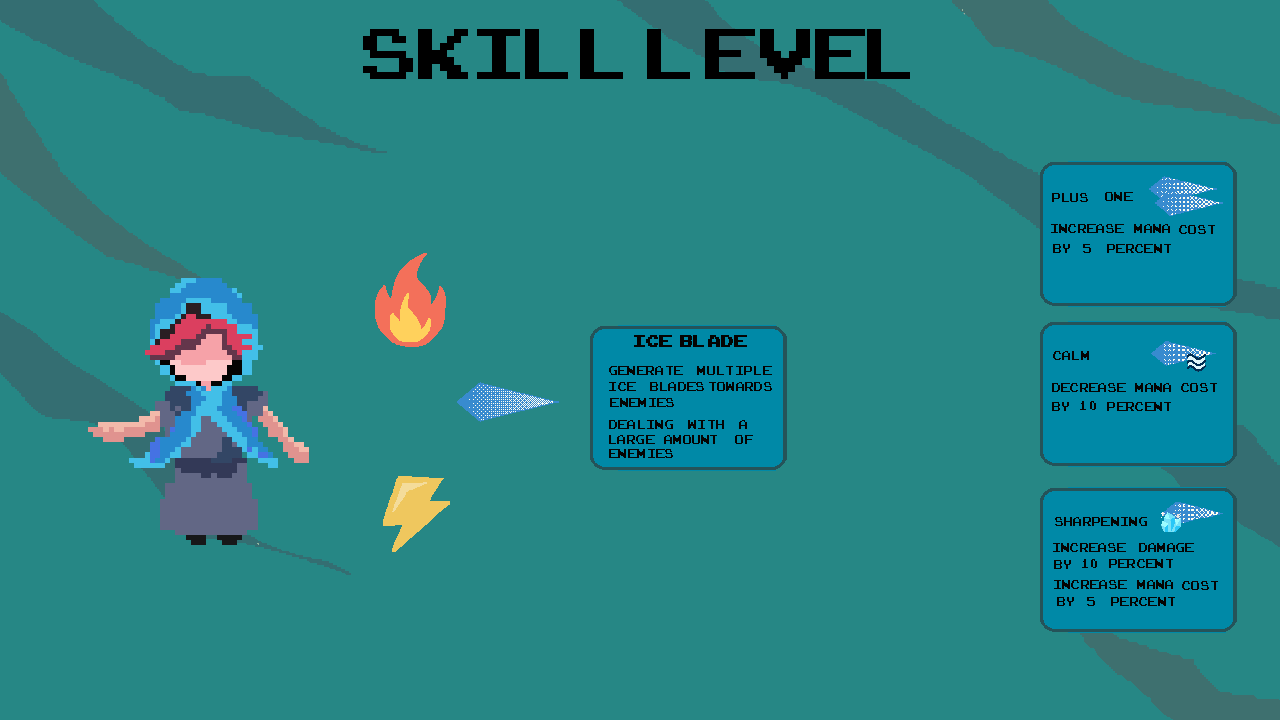 SKILL LEVEL
ICE BLADE
GENERATE MULTIPLE
ICE BLADES TOWARDS
ENEMIES
DEALING WITH A
LARGE AMOUNT OF
ENEMIES
PLUS ONE
INCREASE MANA COST
BY 5 PERCENT
CALM
DECREASE MANA COST
BY 10 PERCENT
SHARPENING
INCREASE DAMAGE
BY 10 PERCENT
INCREASE MANA COST
BY 5 PERCENT